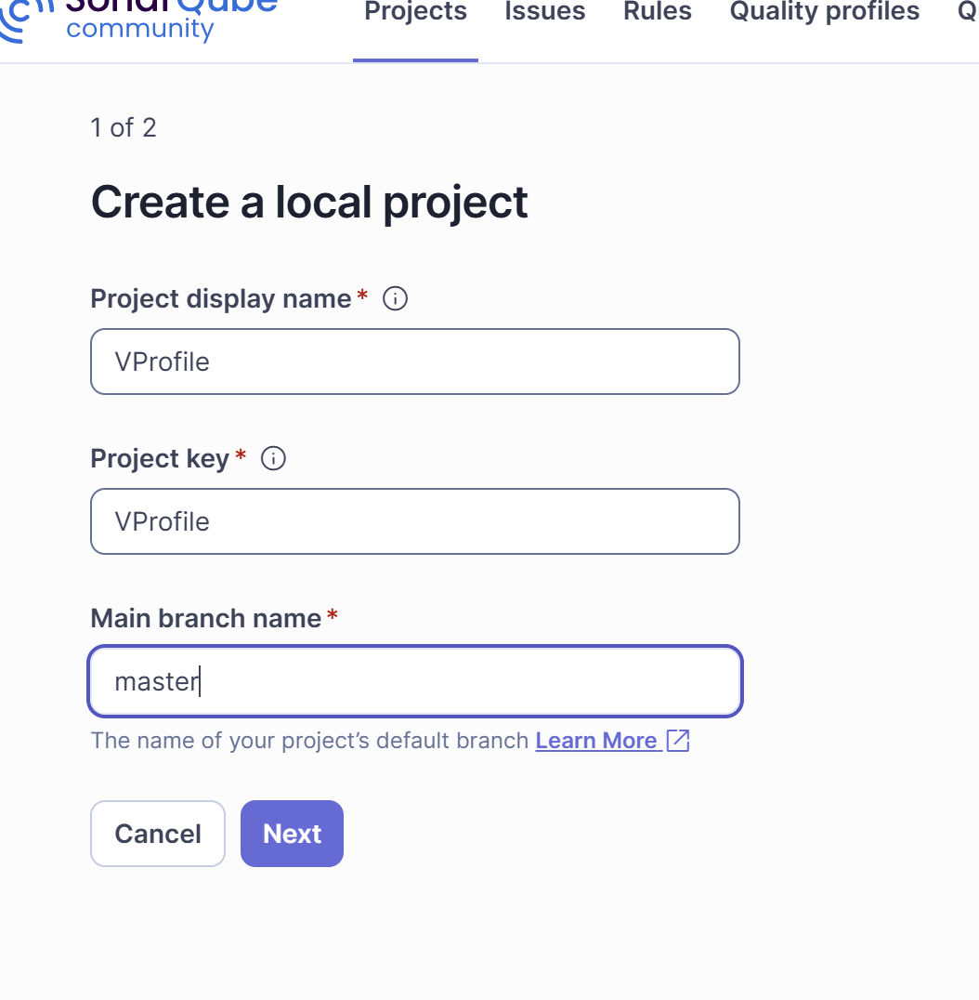 SonarQube
community
Projects Issues Rules Quality profiles Q
1 of 2
Create a local project
Project display name *
VProfile
Project key *
VProfile
Main branch name *
master
The name of your project’s default branch Learn More
Cancel Next